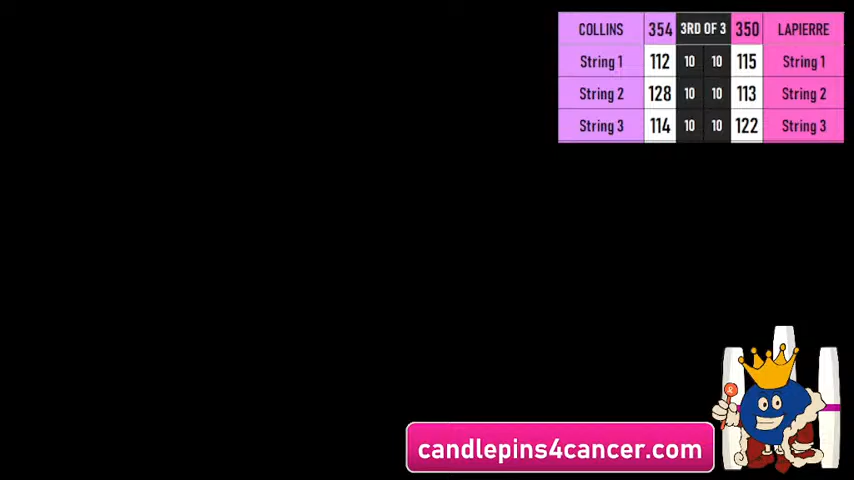 COLLINS 354 3RD OF 3 350 LAPIERRE
String 1 112 10 10 115 String 1
String 2 128 10 10 113 String 2
String 3 114 10 10 122 String 3
candlepins4cancer.com